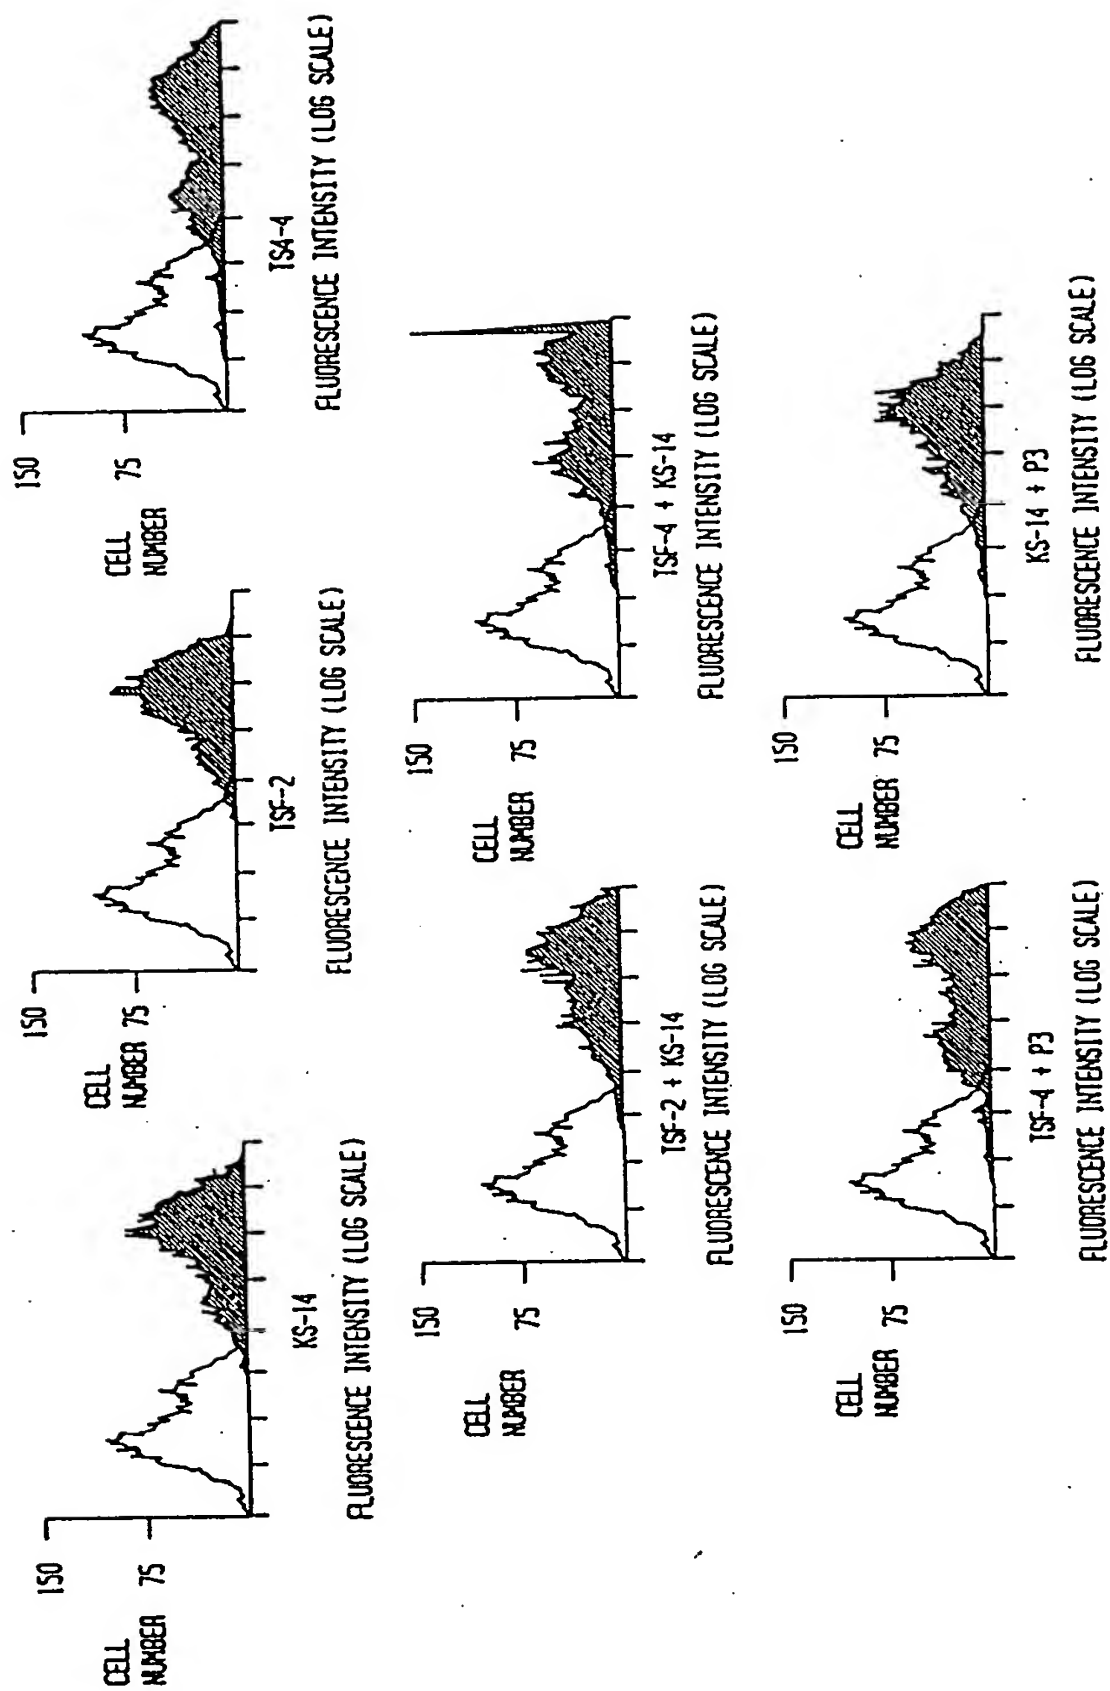 150
75
CELL
NUMBER
KS-14
FLUORESCENCE INTENSITY (LOG SCALE)
150
75
CELL
NUMBER
TSF-2
FLUORESCENCE INTENSITY (LOG SCALE)
150
75
CELL
NUMBER
TSA-4
FLUORESCENCE INTENSITY (LOG SCALE)
150
75
CELL
NUMBER
TSF-2 + KS-14
FLUORESCENCE INTENSITY (LOG SCALE)
150
75
CELL
NUMBER
TSF-4 + KS-14
FLUORESCENCE INTENSITY (LOG SCALE)
150
75
CELL
NUMBER
TSF-4 + P3
FLUORESCENCE INTENSITY (LOG SCALE)
150
75
CELL
NUMBER
KS-14 + P3
FLUORESCENCE INTENSITY (LOG SCALE)